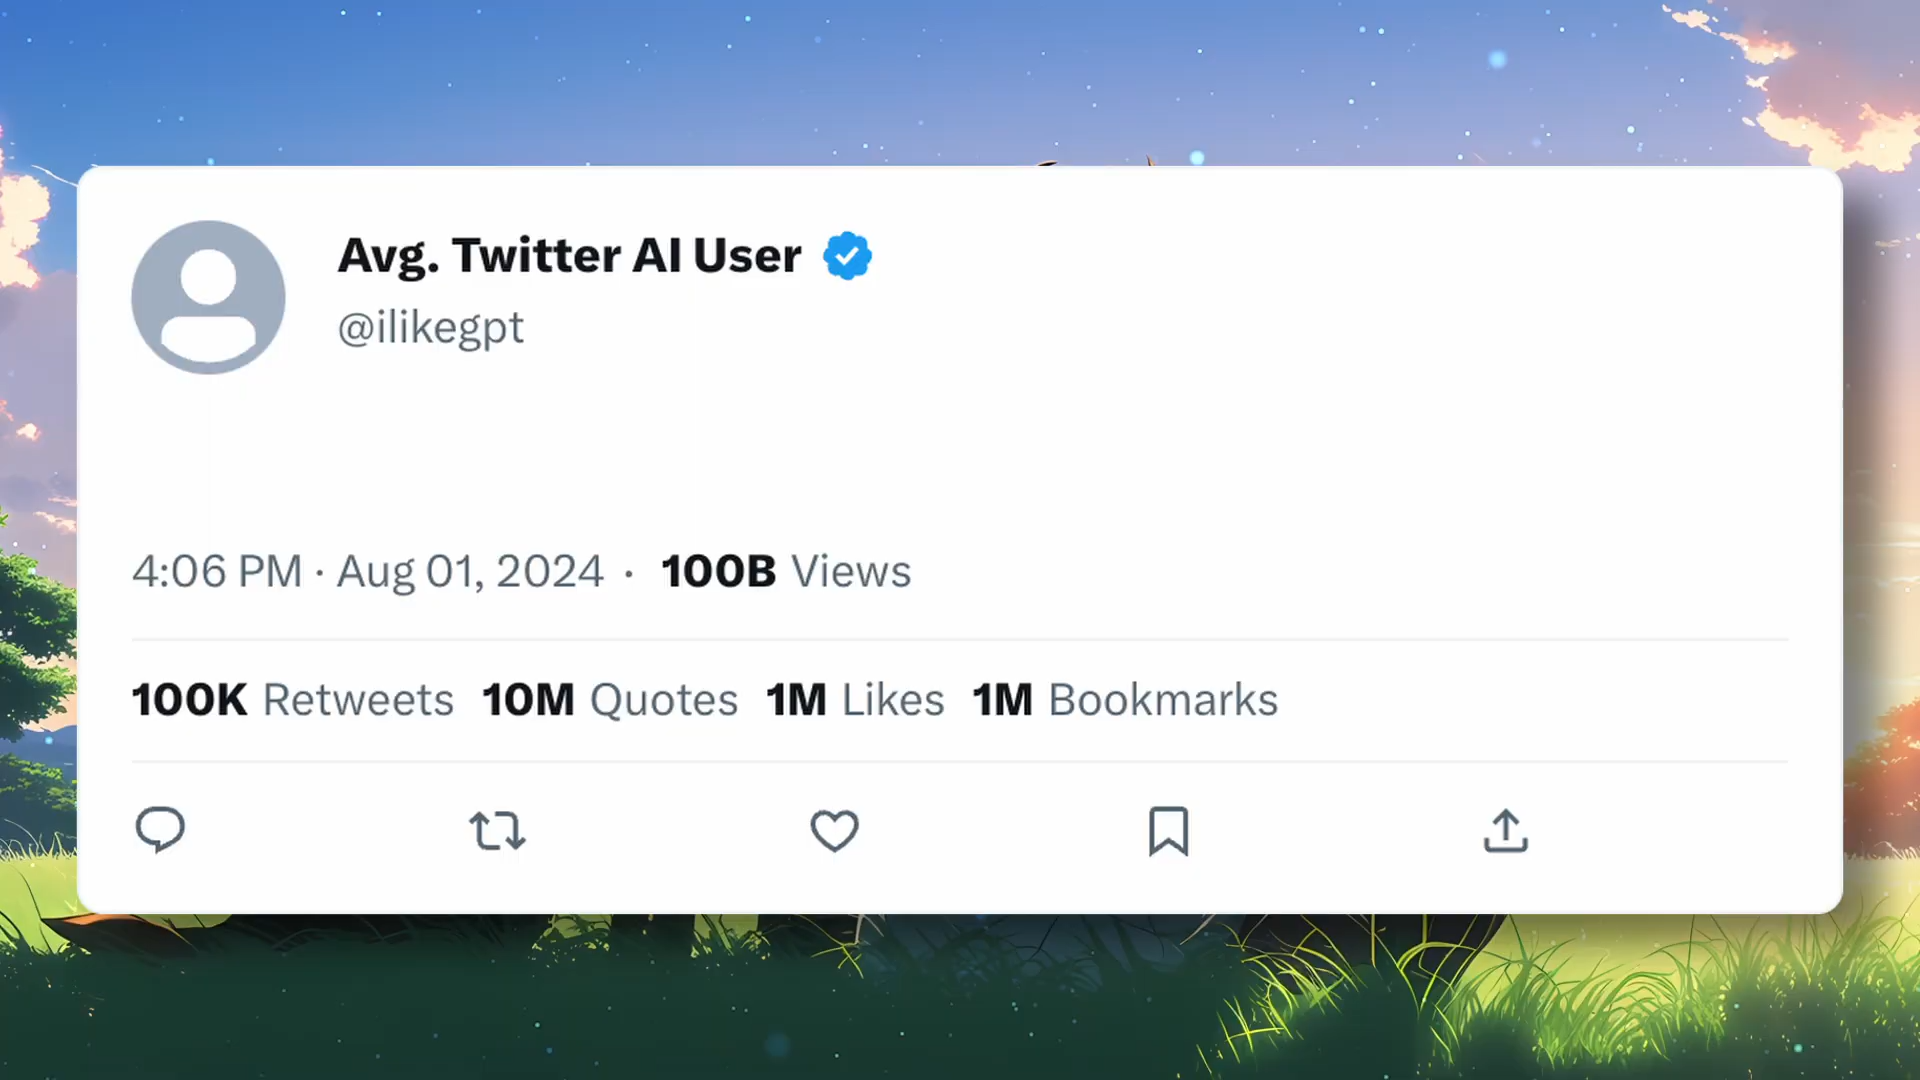 Avg. Twitter AI User
@ilikegpt
4:06 PM · Aug 01, 2024 · 100B Views
100K Retweets 10M Quotes 1M Likes 1M Bookmarks